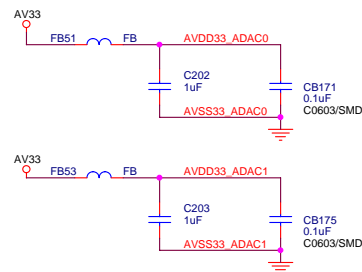 AV33
FB51 FB AVDD33_ADAC0
C202
1uF
CB171
0.1uF
C0603/SMD
AVSS33_ADAC0
AV33
FB53 FB AVDD33_ADAC1
C203
1uF
CB175
0.1uF
C0603/SMD
AVSS33_ADAC1